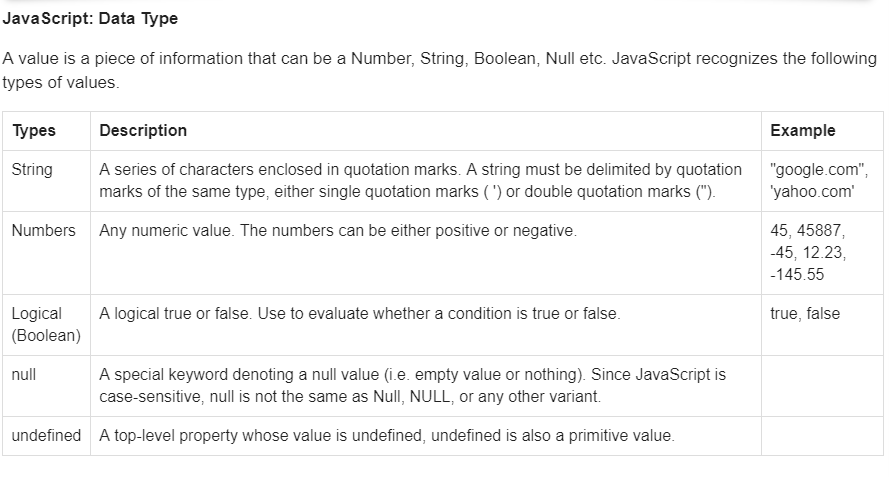 JavaScript: Data Type
A value is a piece of information that can be a Number, String, Boolean, Null etc. JavaScript recognizes the following
types of values.
Types Description Example
String A series of characters enclosed in quotation marks. A string must be delimited by quotation "google.com",
marks of the same type, either single quotation marks ( ') or double quotation marks ("). 'yahoo.com'
Numbers Any numeric value. The numbers can be either positive or negative. 45, 45887,
-45, 12.23,
-145.55
Logical A logical true or false. Use to evaluate whether a condition is true or false. true, false
(Boolean)
null A special keyword denoting a null value (i.e. empty value or nothing). Since JavaScript is
case-sensitive, null is not the same as Null, NULL, or any other variant.
undefined A top-level property whose value is undefined, undefined is also a primitive value.